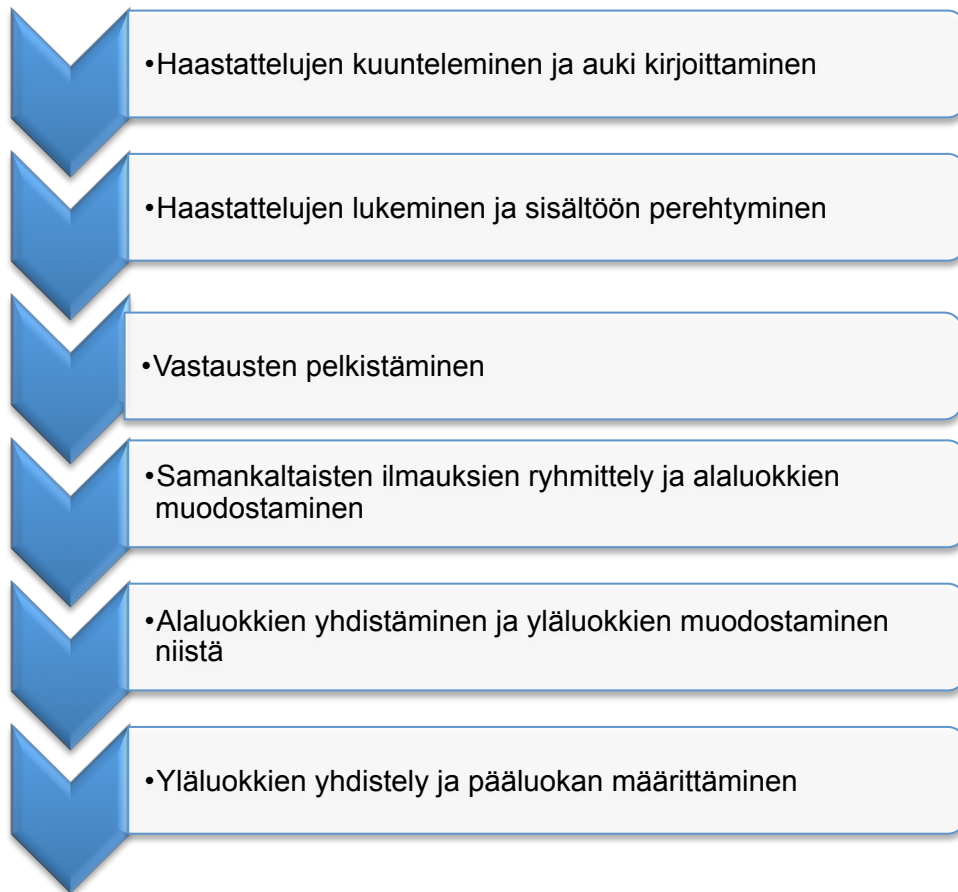 •Haastattelujen kuunteleminen ja auki kirjoittaminen
•Haastattelujen lukeminen ja sisältöön perehtyminen
•Vastausten pelkistäminen
•Samankaltaisten ilmauksien ryhmittely ja alaluokkien
muodostaminen
•Alaluokkien yhdistäminen ja yläluokkien muodostaminen
niistä
•Yläluokkien yhdistely ja pääluokan määrittäminen